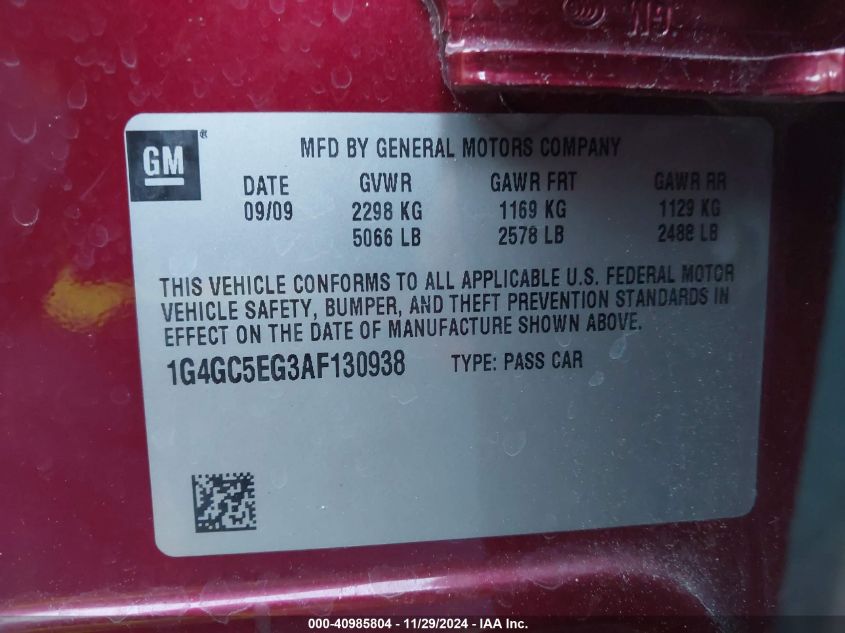 GM
GM ®
MFD BY GENERAL MOTORS COMPANY
DATE GVWR GAWR FRT GAWR RR
09/09 2298 KG 1169 KG 1129 KG
5066 LB 2578 LB 2488 LB
THIS VEHICLE CONFORMS TO ALL APPLICABLE U.S. FEDERAL MOTOR
VEHICLE SAFETY, BUMPER, AND THEFT PREVENTION STANDARDS IN
EFFECT ON THE DATE OF MANUFACTURE SHOWN ABOVE.
1G4GC5EG3AF130938 TYPE: PASS CAR
000-40985804 - 11/29/2024 - IAA Inc.